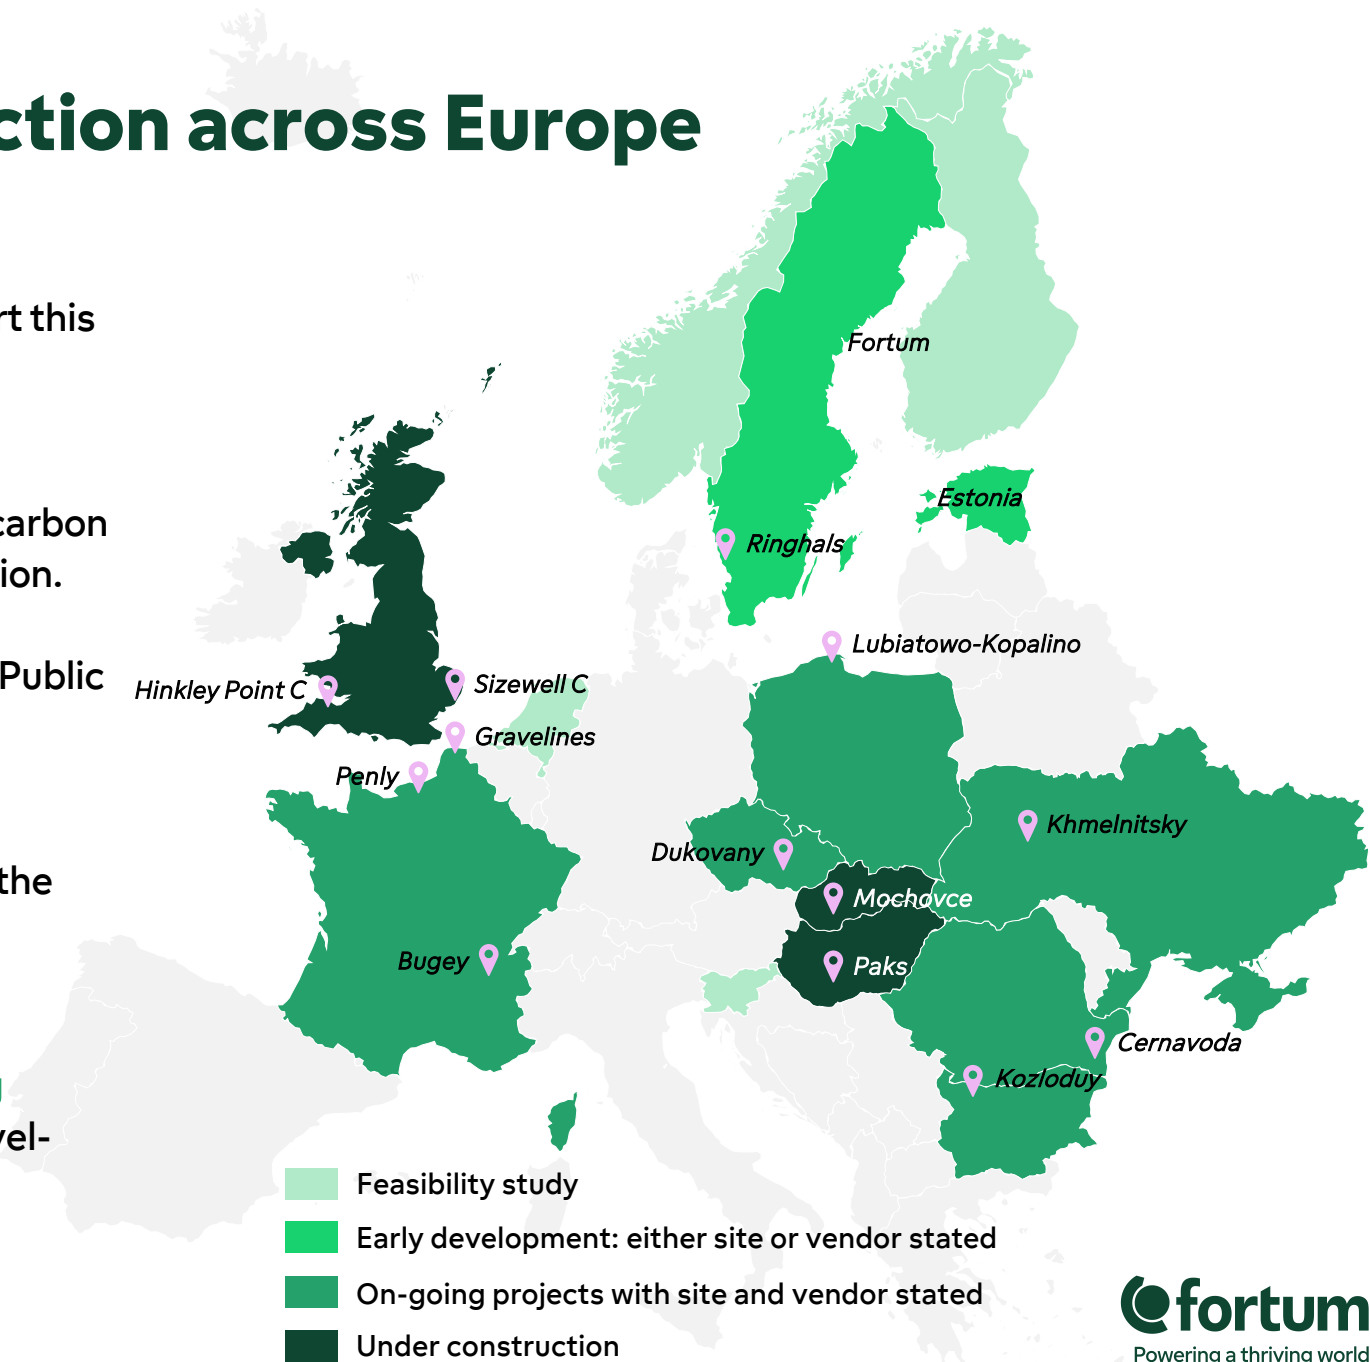 ction across Europe
rt this
Fortum
Estonia
carbon
Ringhals
ion.
Lubiatowo-Kopalino
Public
Hinkley Point C
Sizewell C
Gravelines
Penly
Khmelnitsky
Dukovany
the
Mochovce
Bugey
Paks
Cernavoda
Kozloduy
vel-
Feasibility study
Early development: either site or vendor stated
On-going projects with site and vendor stated
Under construction
fortum
Powering a thriving world